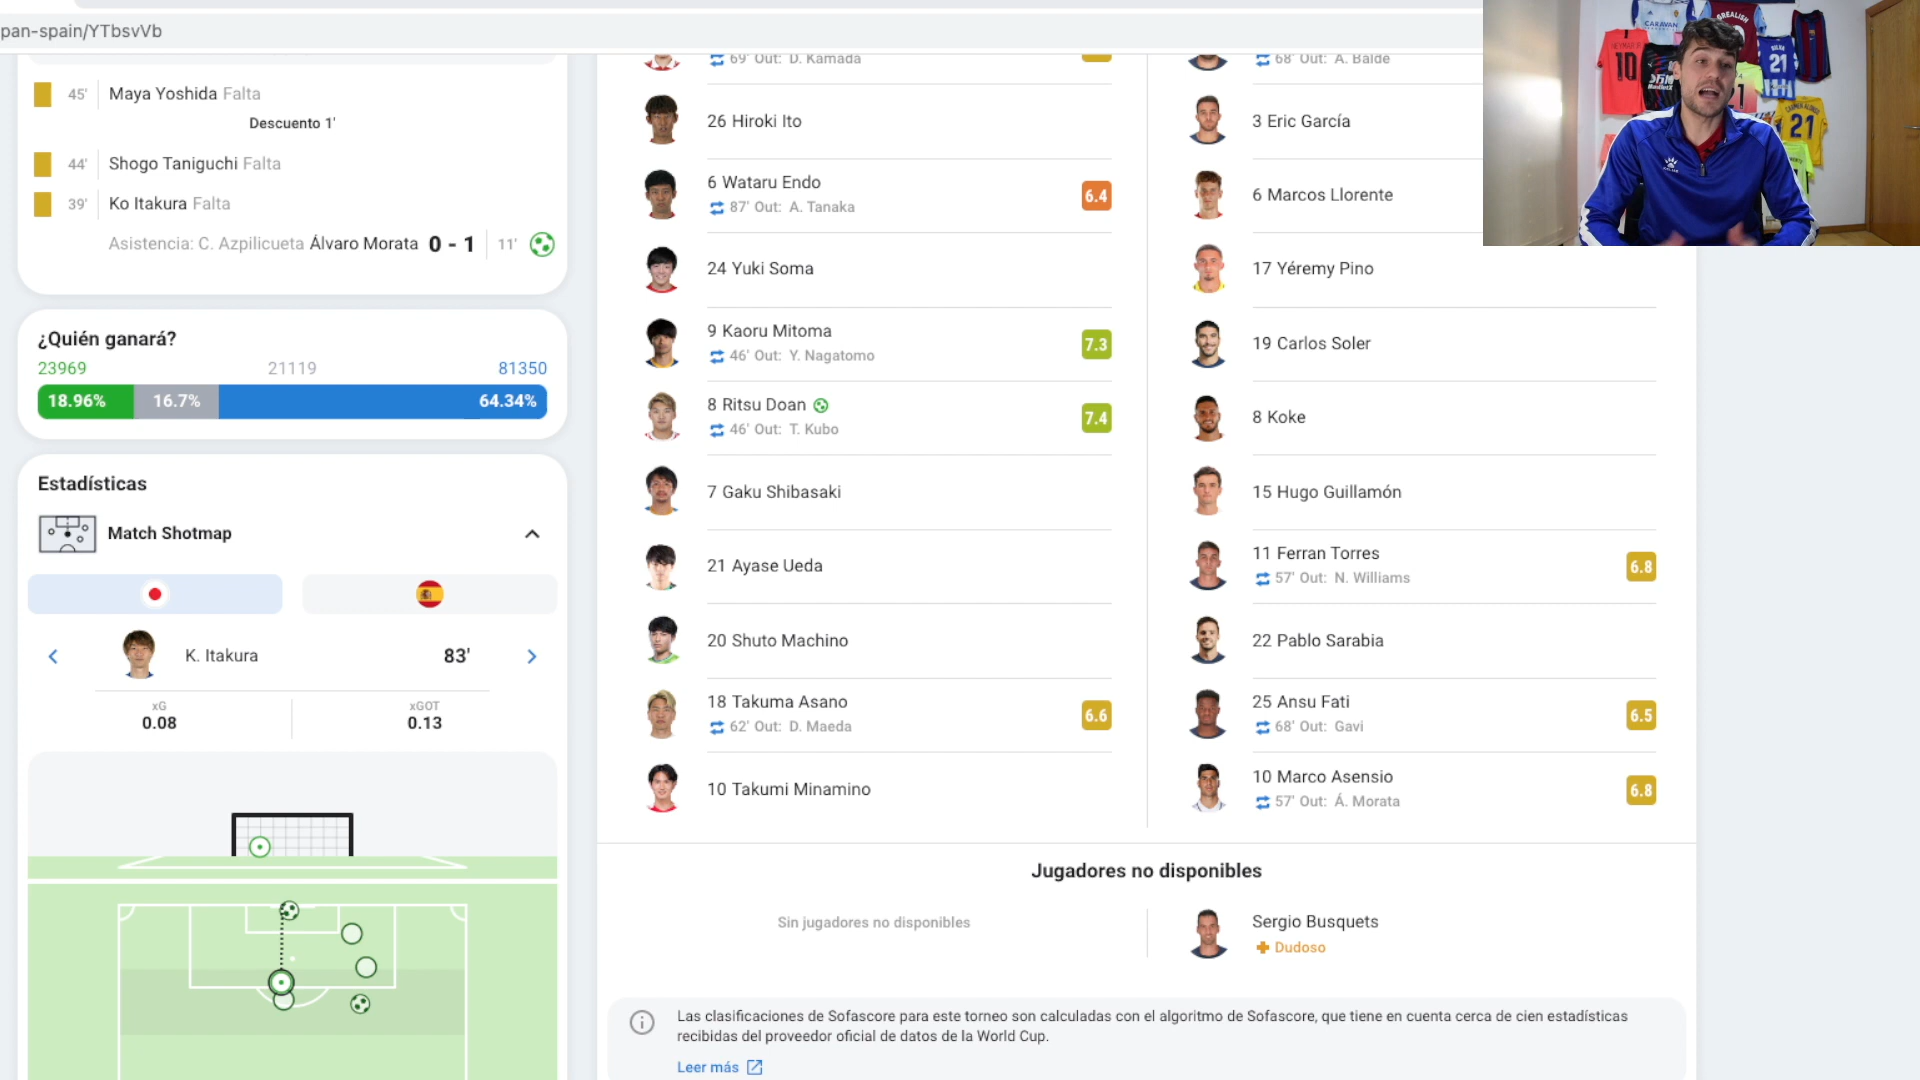 pan-spain/YTbsvVb
45' Maya Yoshida Falta
Descuento 1'
44' Shogo Taniguchi Falta
39' Ko Itakura Falta
Asistencia: C. Azpilicueta Álvaro Morata 0 - 1 11'
¿Quién ganará?
23969 21119 81350
18.96% 16.7% 64.34%
Estadísticas
Match Shotmap
K. Itakura 83'
xG xGOT
0.08 0.13
69' Out: D. Kamada
26 Hiroki Ito
6 Wataru Endo
87' Out: A. Tanaka
6.4
24 Yuki Soma
9 Kaoru Mitoma
46' Out: Y. Nagatomo
7.3
8 Ritsu Doan
46' Out: T. Kubo
7.4
7 Gaku Shibasaki
21 Ayase Ueda
20 Shuto Machino
18 Takuma Asano
62' Out: D. Maeda
6.6
10 Takumi Minamino
68' Out: A. Balde
3 Eric García
6 Marcos Llorente
17 Yéremy Pino
19 Carlos Soler
8 Koke
15 Hugo Guillamón
11 Ferran Torres
57' Out: N. Williams
6.8
22 Pablo Sarabia
25 Ansu Fati
68' Out: Gavi
6.5
10 Marco Asensio
57' Out: Á. Morata
6.8
Jugadores no disponibles
Sin jugadores no disponibles
Sergio Busquets
Dudoso
Las clasificaciones de Sofascore para este torneo son calculadas con el algoritmo de Sofascore, que tiene en cuenta cerca de cien estadísticas
recibidas del proveedor oficial de datos de la World Cup.
Leer más
CARAVAN
GREALISH
10
21
21